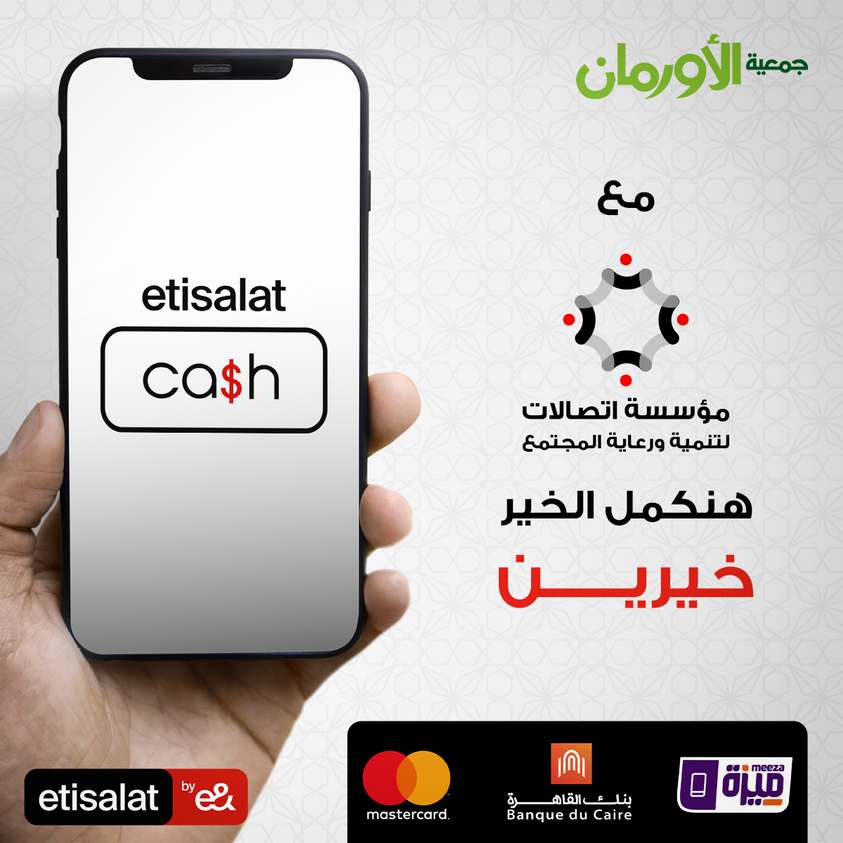 جمعية الأورمان
مع
مؤسسة اتصالات
لتنمية ورعاية المجتمع
هنكمل الخير
خيريــــن
etisalat
ca$h
etisalat by e&
mastercard.
بنك القاهرة
Banque du Caire
meeza
ميزة